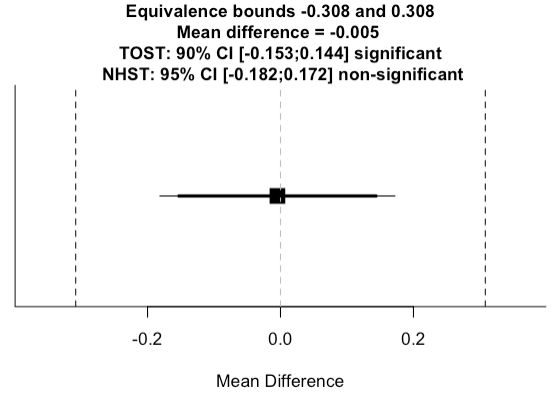 Equivalence bounds -0.308 and 0.308
Mean difference = -0.005
TOST: 90% CI [-0.153;0.144] significant
NHST: 95% CI [-0.182;0.172] non-significant
-0.2 0.0 0.2
Mean Difference